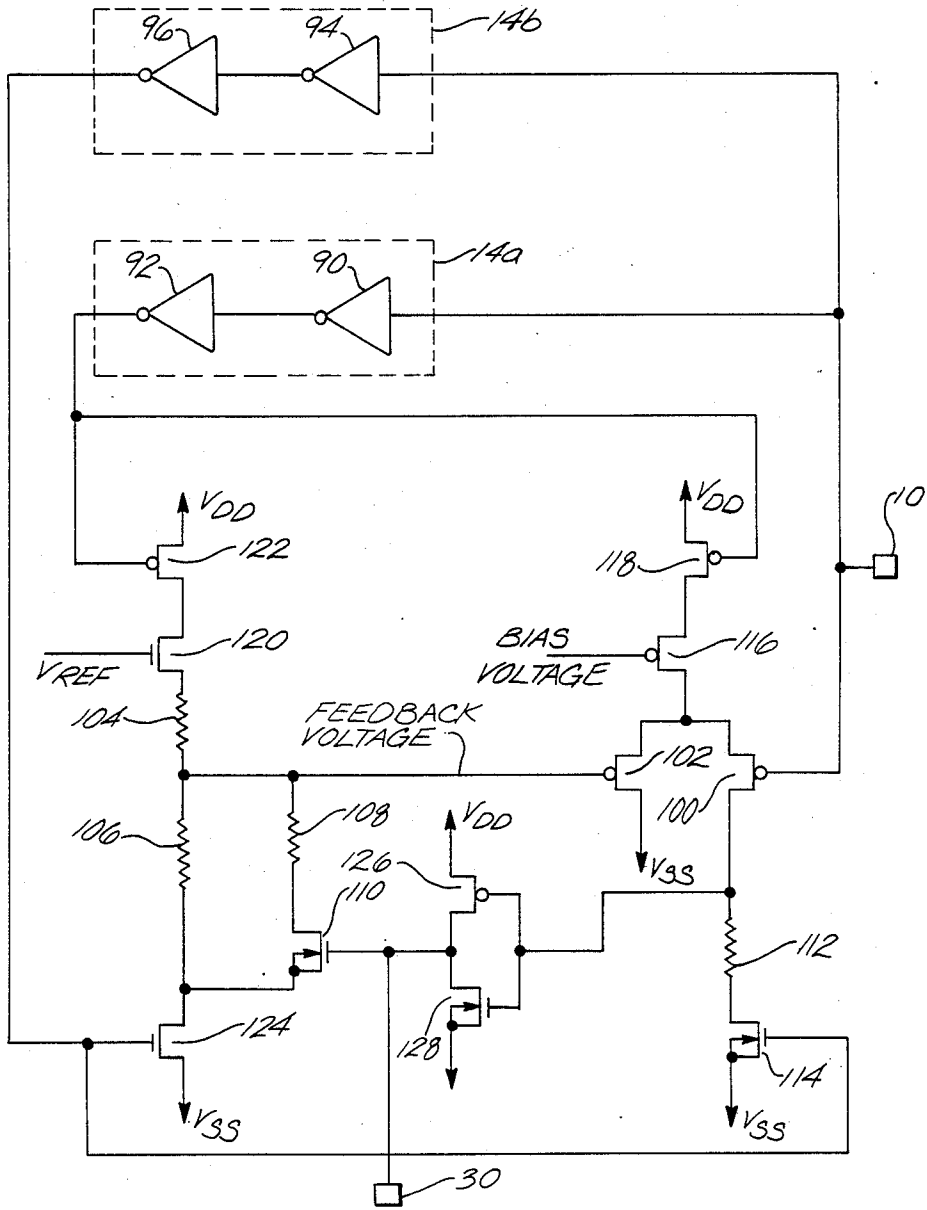 96
94
14b
92
90
14a
VDD
122
VDD
118
10
120
VREF
BIAS
VOLTAGE
116
104
FEEDBACK
VOLTAGE
102
100
106
108
VDD
126
VSS
110
112
124
128
114
VSS
VSS
30